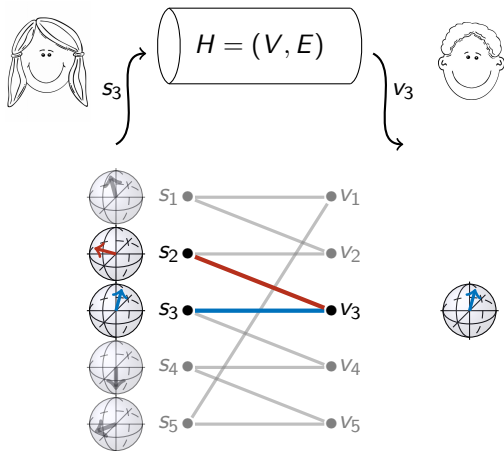 H = (V, E)
s₃
v₃
s₁ v₁
s₂ v₂
s₃ v₃
s₄ v₄
s₅ v₅